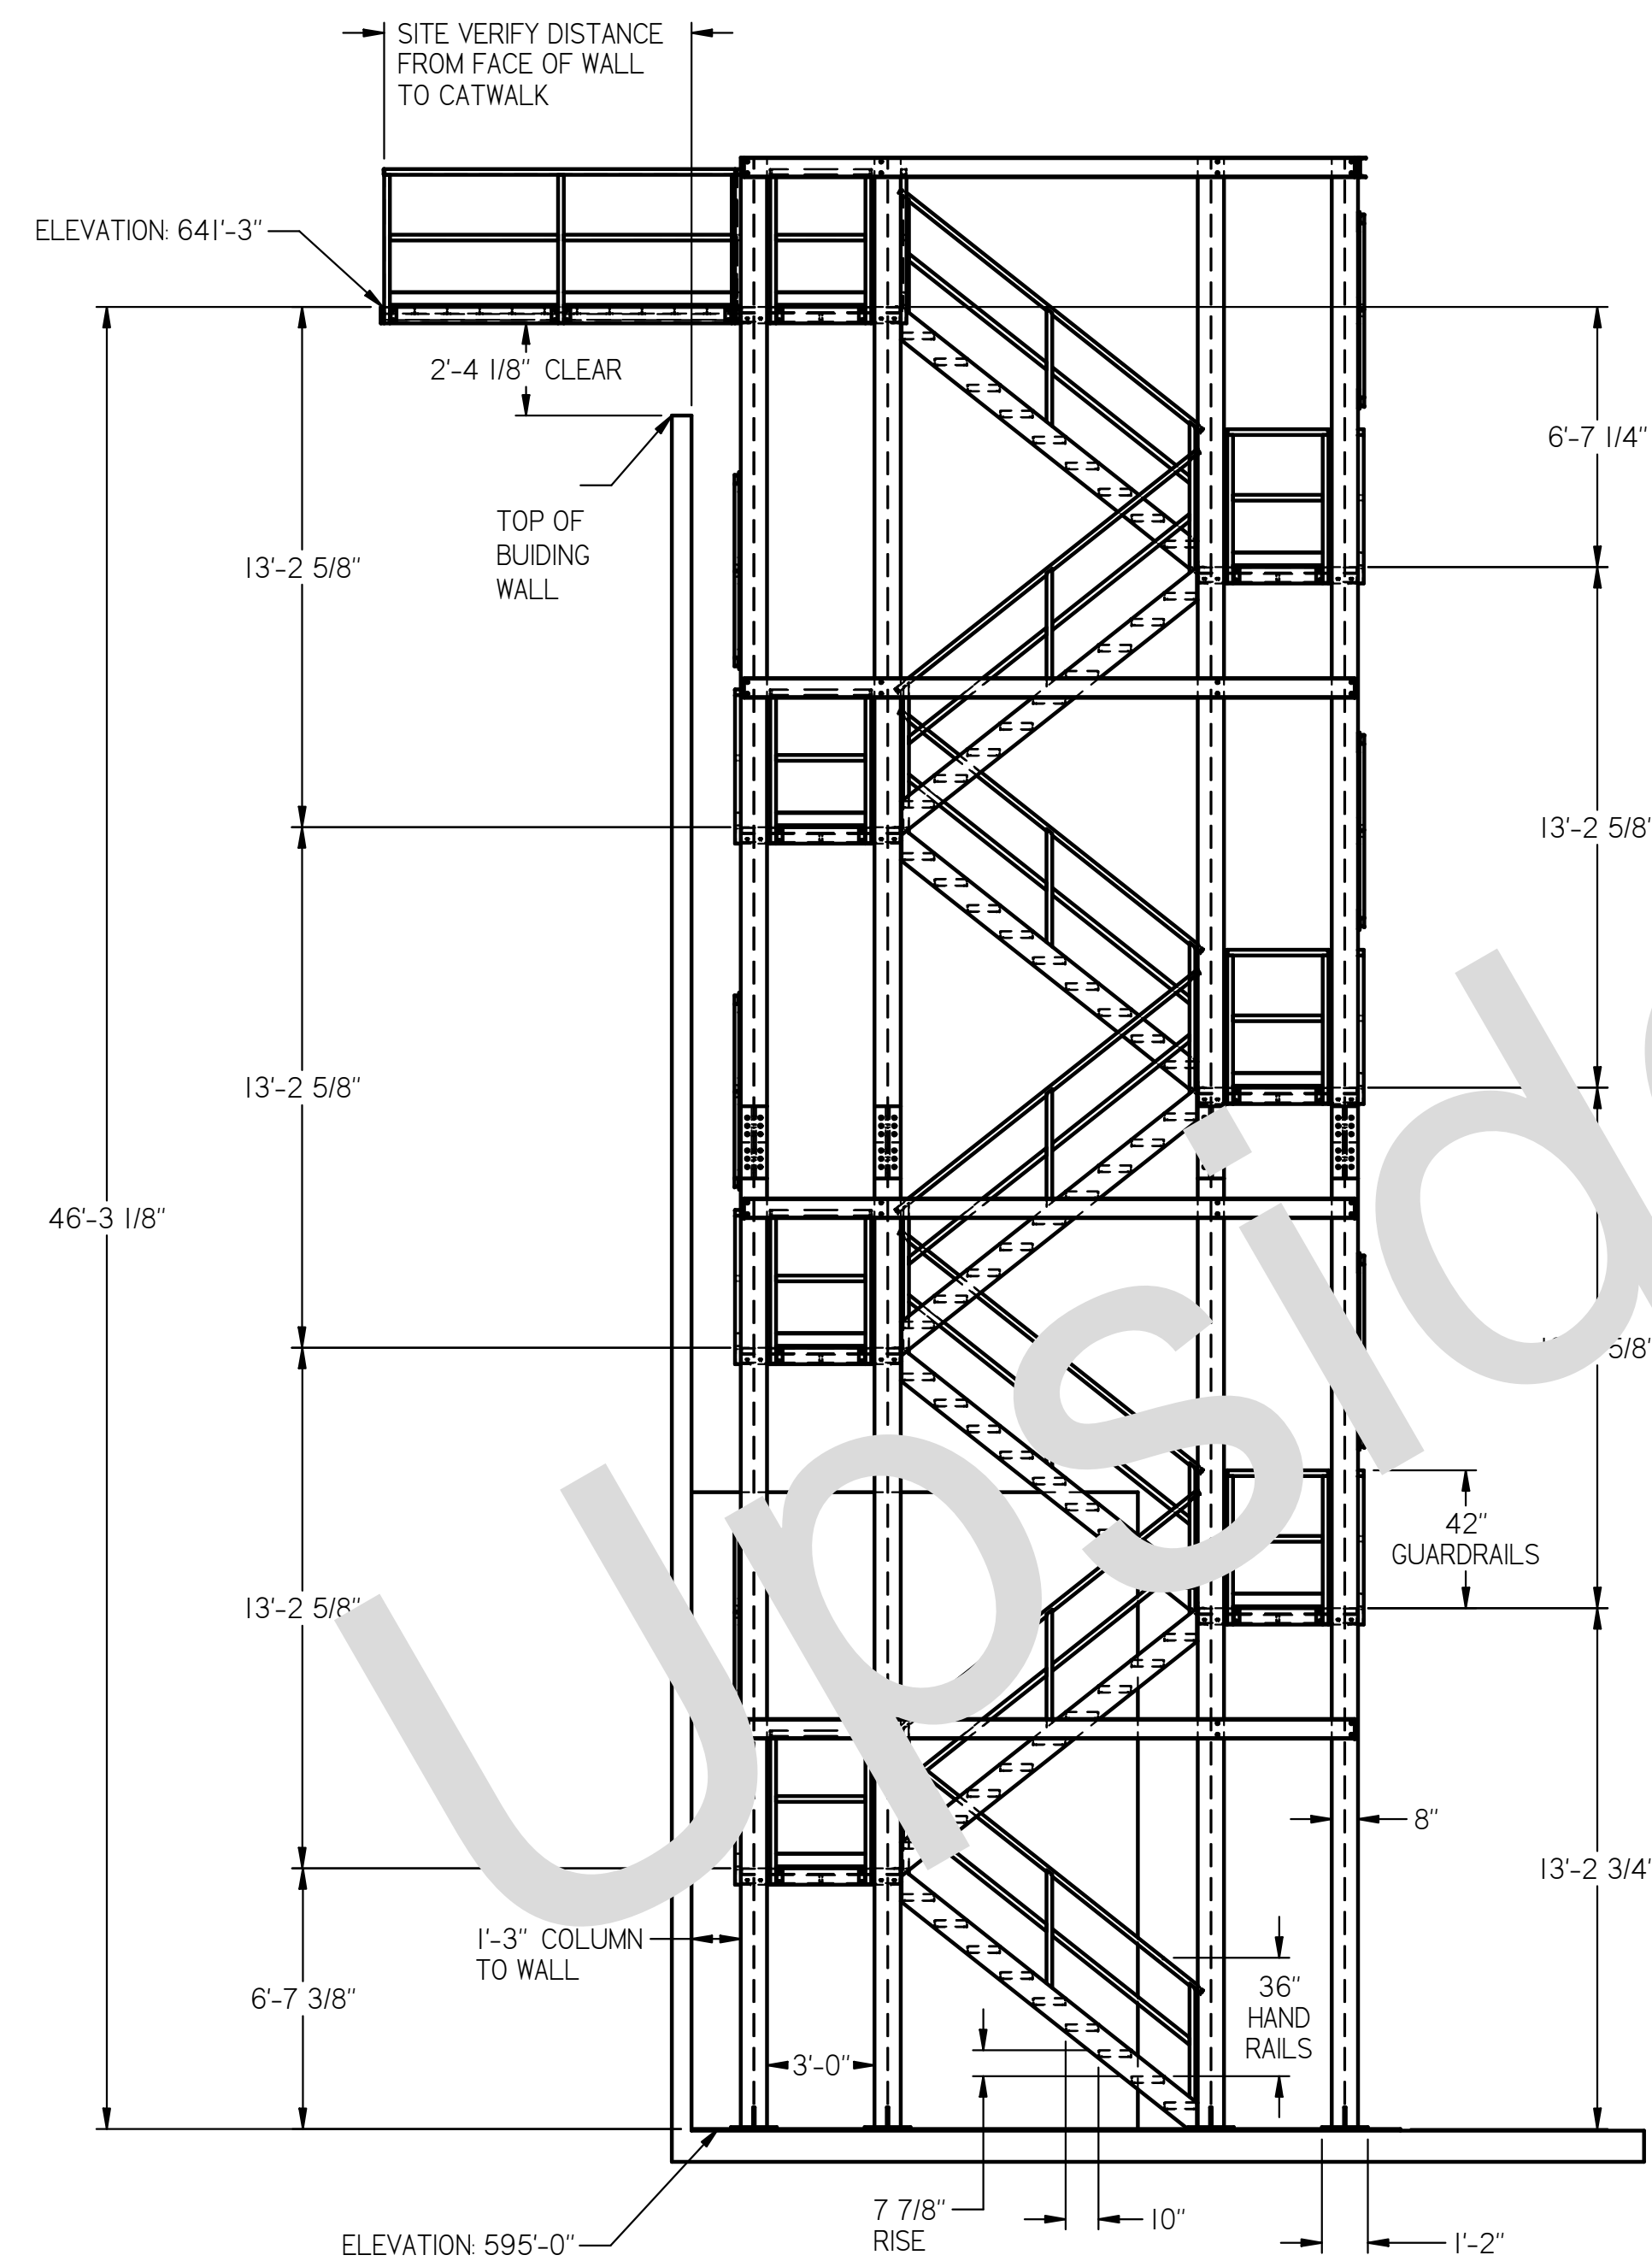 SITE VERIFY DISTANCE
FROM FACE OF WALL
TO CATWALK
ELEVATION: 641'-3"
2'-4 1/8" CLEAR
6'-7 1/4"
TOP OF
BUIDING
WALL
13'-2 5/8"
13'-2 5/8"
13'-2 5/8"
46'-3 1/8"
5/8"
42"
GUARDRAILS
13'-2 5/8"
8"
13'-2 3/4"
1'-3" COLUMN
TO WALL
6'-7 3/8"
36"
HAND
RAILS
3'-0"
7 7/8"
RISE
10"
ELEVATION: 595'-0"
1'-2"
Upsid